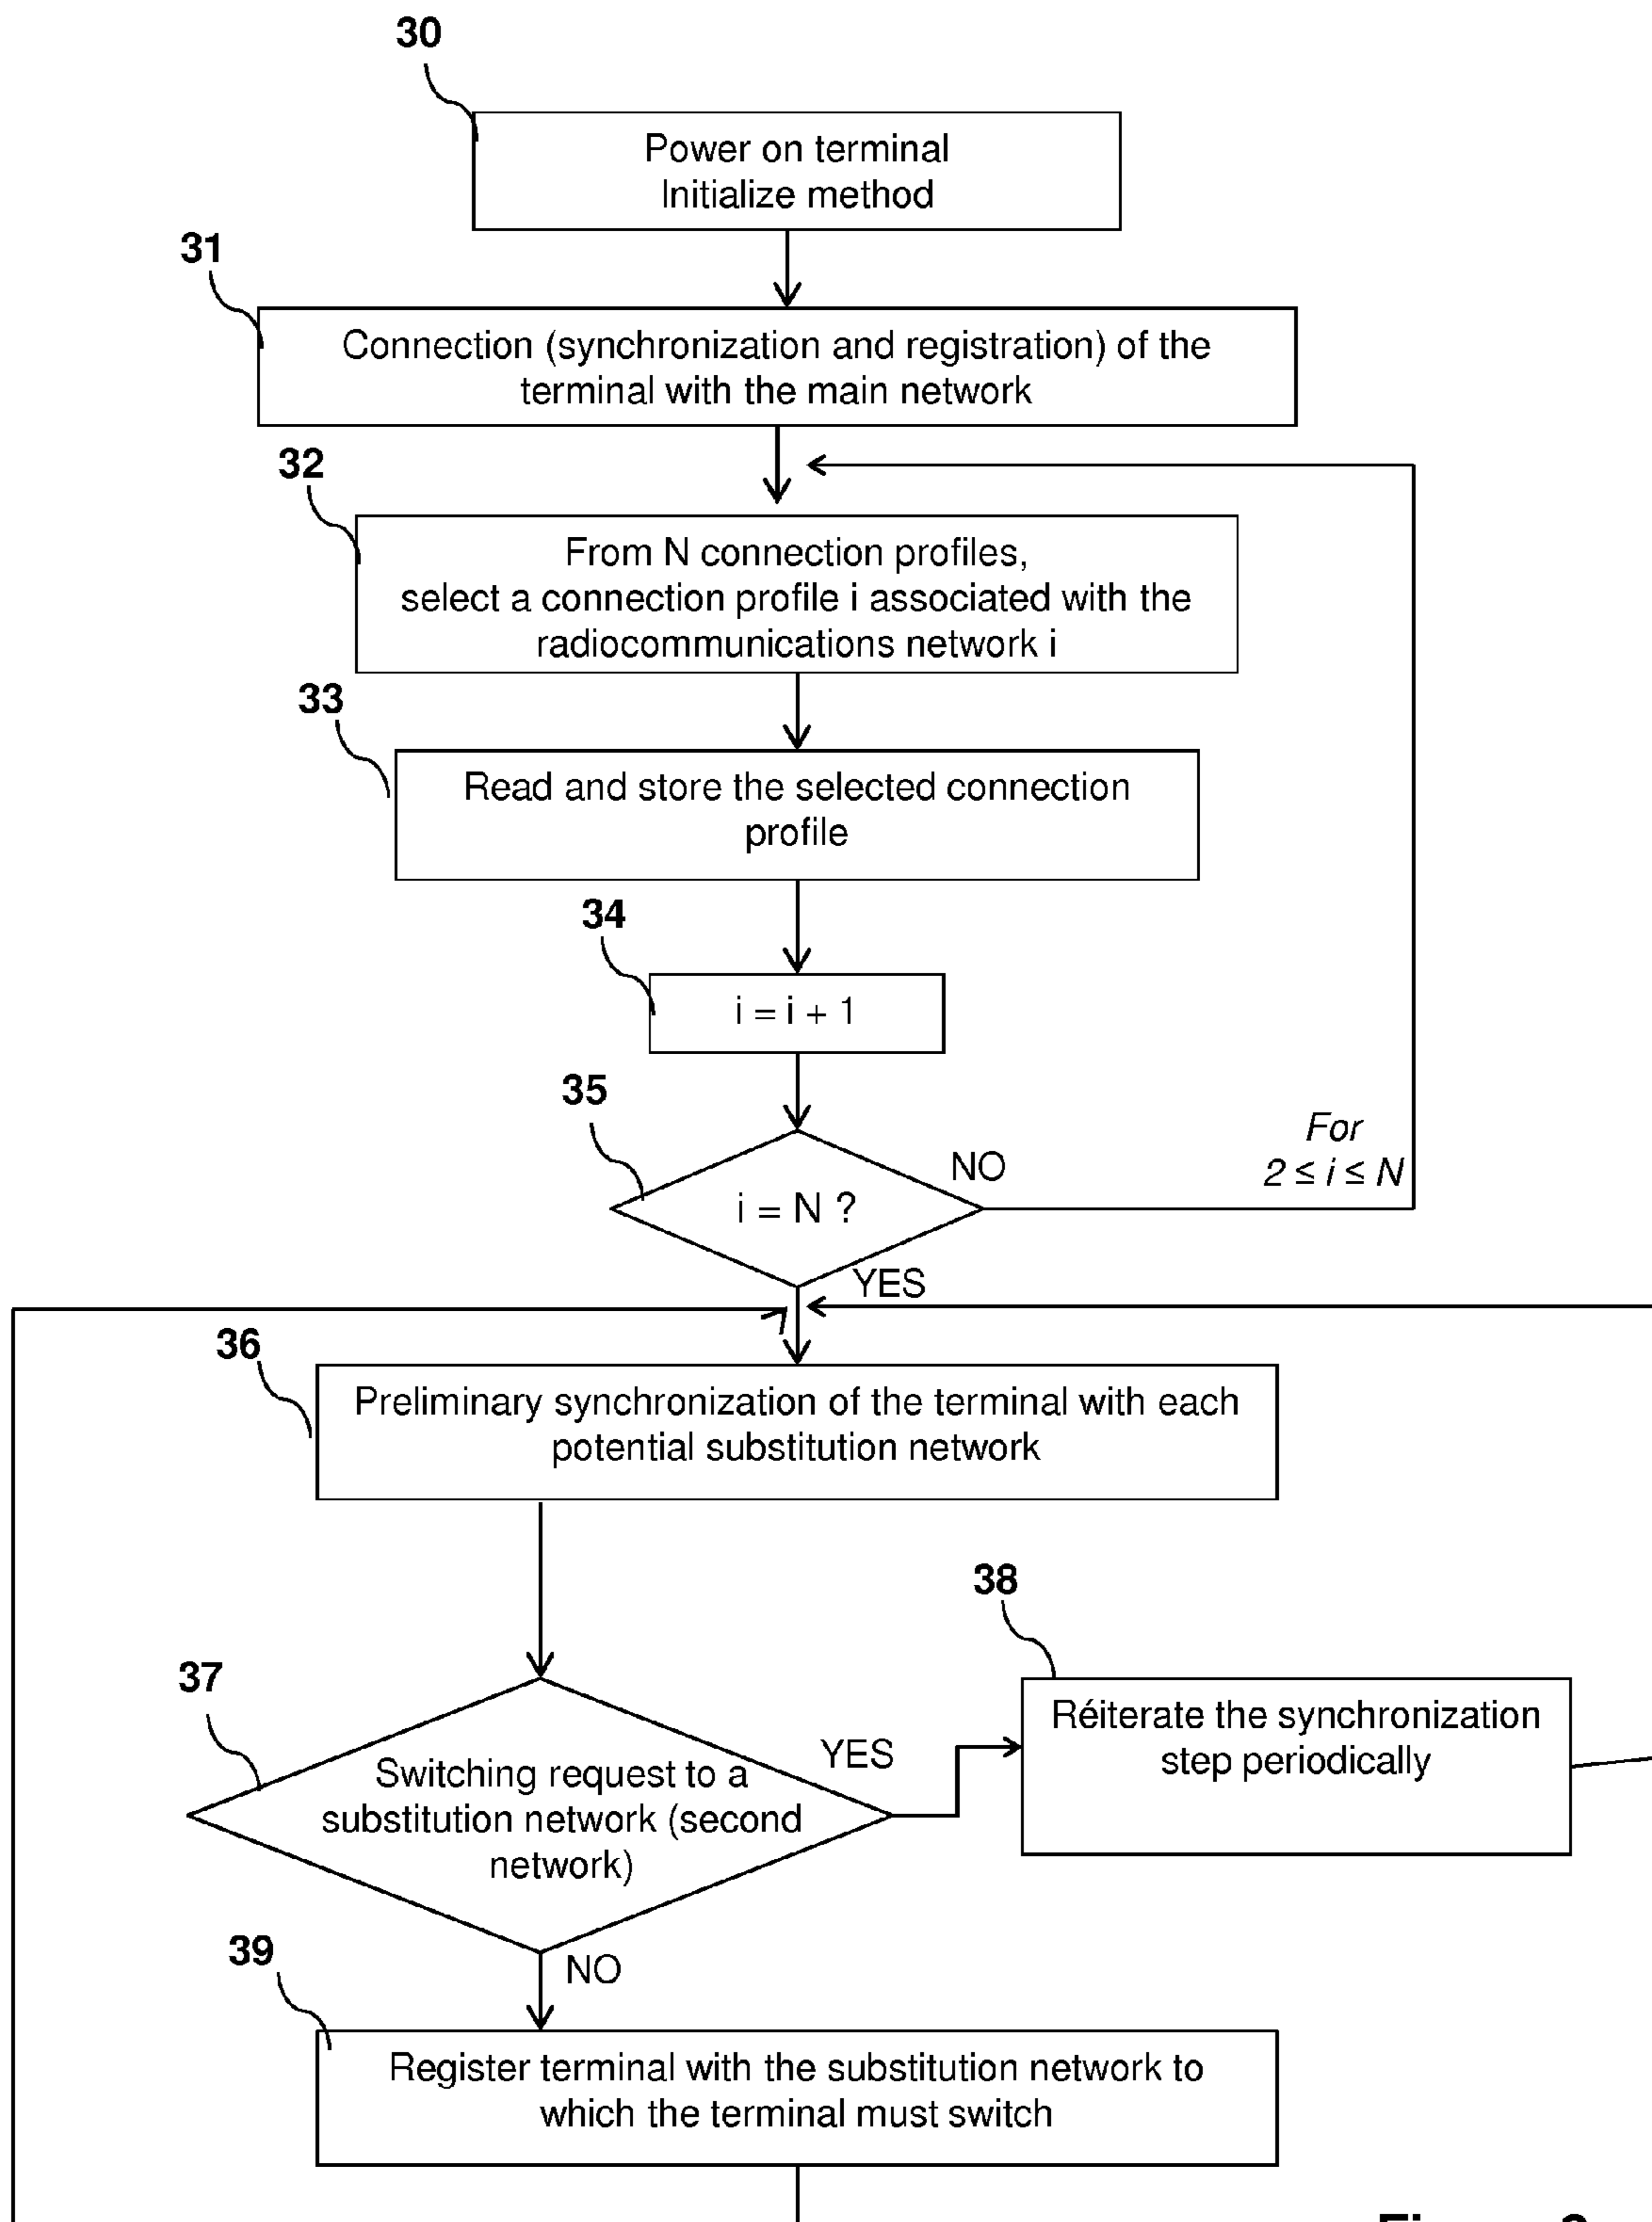 30
Power on terminal
Initialize method
31
Connection (synchronization and registration) of the
terminal with the main network
32
From N connection profiles,
select a connection profile i associated with the
radiocommunications network i
33
Read and store the selected connection
profile
34
i = i + 1
35
i = N ?
NO
For
2 ≤ i ≤ N
YES
36
Preliminary synchronization of the terminal with each
potential substitution network
37
Switching request to a
substitution network (second
network)
YES
38
Réiterate the synchronization
step periodically
NO
39
Register terminal with the substitution network to
which the terminal must switch